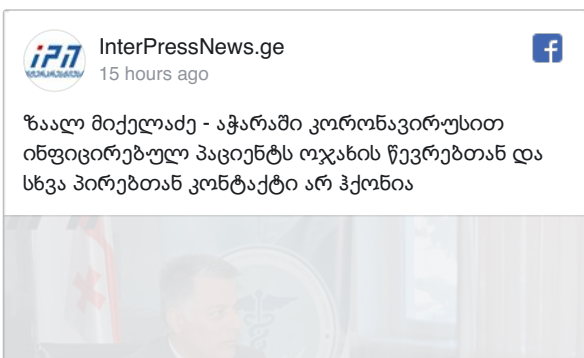 იპნ
InterPressNews.ge
15 hours ago
ზაალ მიქელაძე - აჭარაში კორონავირუსით
ინფიცირებულ პაციენტს ოჯახის წევრებთან და
სხვა პირებთან კონტაქტი არ ჰქონია